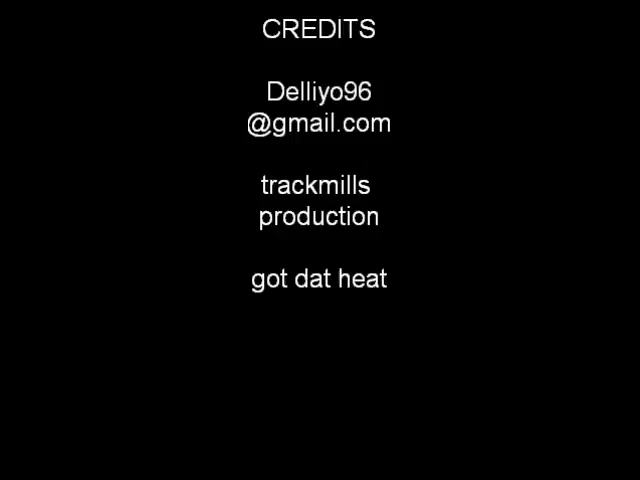 CREDITS
Delliyo96
@gmail.com
trackmills
production
got dat heat